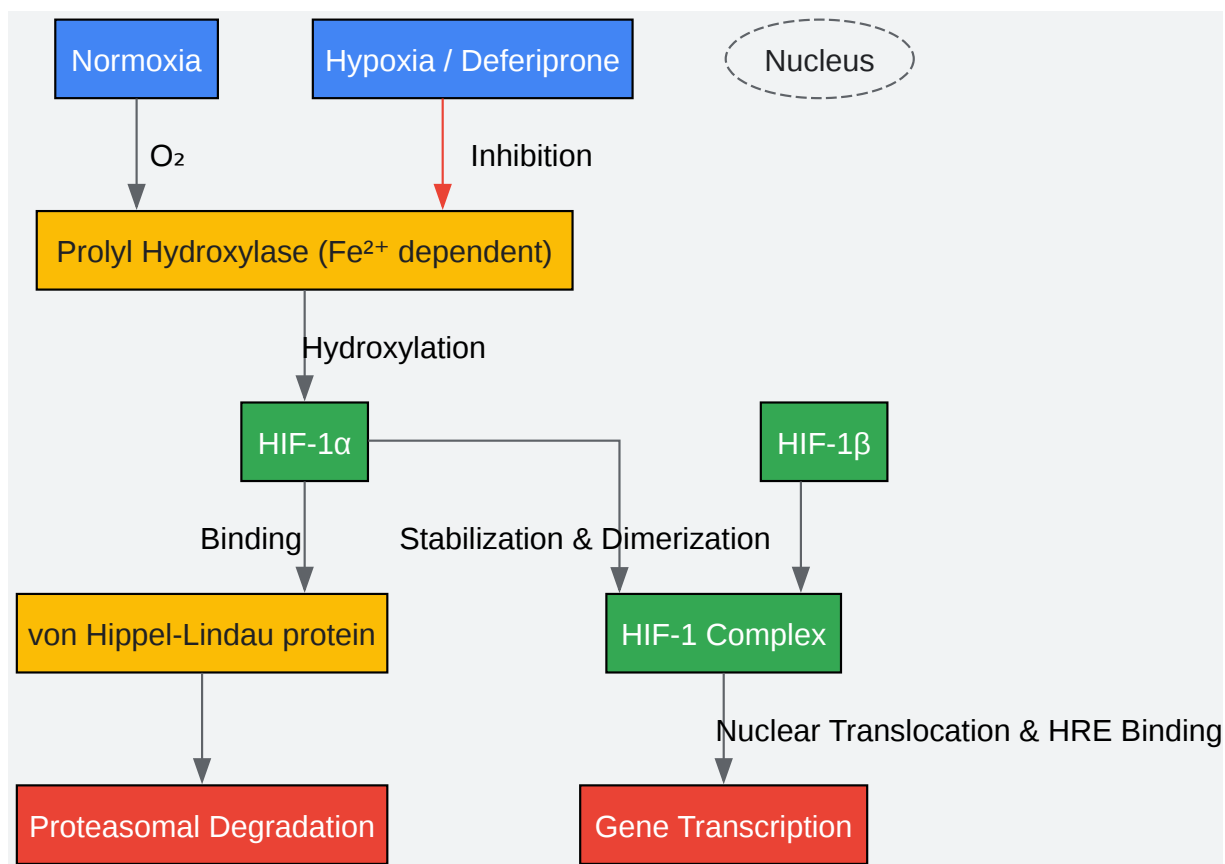 Normoxia
Hypoxia / Deferiprone
Nucleus
O₂
Inhibition
Prolyl Hydroxylase (Fe²⁺ dependent)
Hydroxylation
HIF-1α
HIF-1β
Binding
Stabilization & Dimerization
von Hippel-Lindau protein
HIF-1 Complex
Nuclear Translocation & HRE Binding
Proteasomal Degradation
Gene Transcription